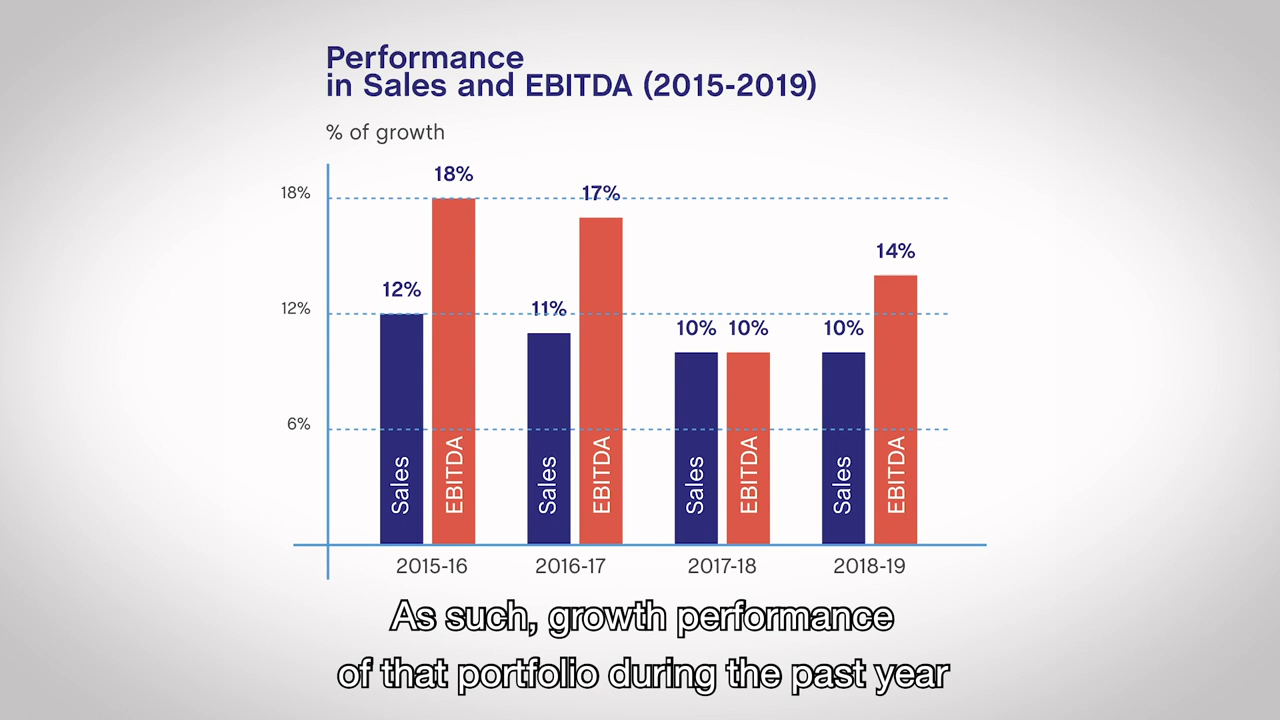 Performance
in Sales and EBITDA (2015-2019)
% of growth
18%
12%
6%
12%
18%
11%
17%
10%
10%
10%
14%
Sales
EBITDA
Sales
EBITDA
Sales
EBITDA
Sales
EBITDA
2015-16
2016-17
2017-18
2018-19
As such, growth performance
of that portfolio during the past year